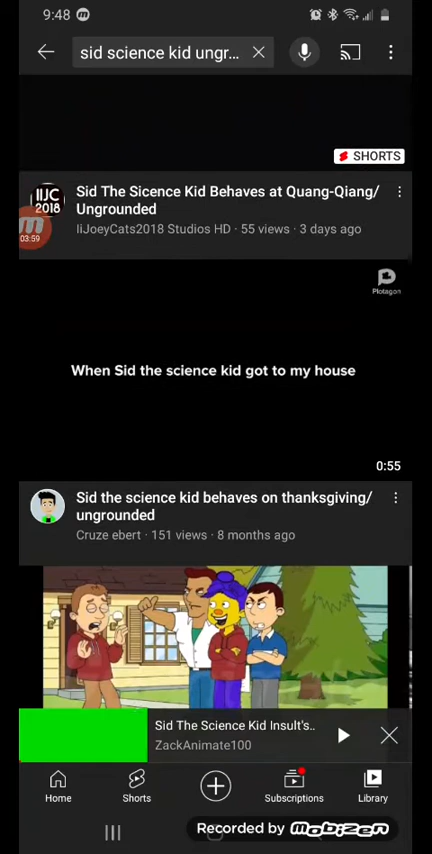 9:48
sid science kid ungr...
SHORTS
IIJC
2018
03:59
Sid The Sicence Kid Behaves at Quang-Qiang/
Ungrounded
IiJoeyCats2018 Studios HD · 55 views · 3 days ago
Plotagon
When Sid the science kid got to my house
0:55
Sid the science kid behaves on thanksgiving/
ungrounded
Cruze ebert · 151 views · 8 months ago
Sid The Science Kid Insult's..
ZackAnimate100
Home
Shorts
Subscriptions
Library
Recorded by mobizen